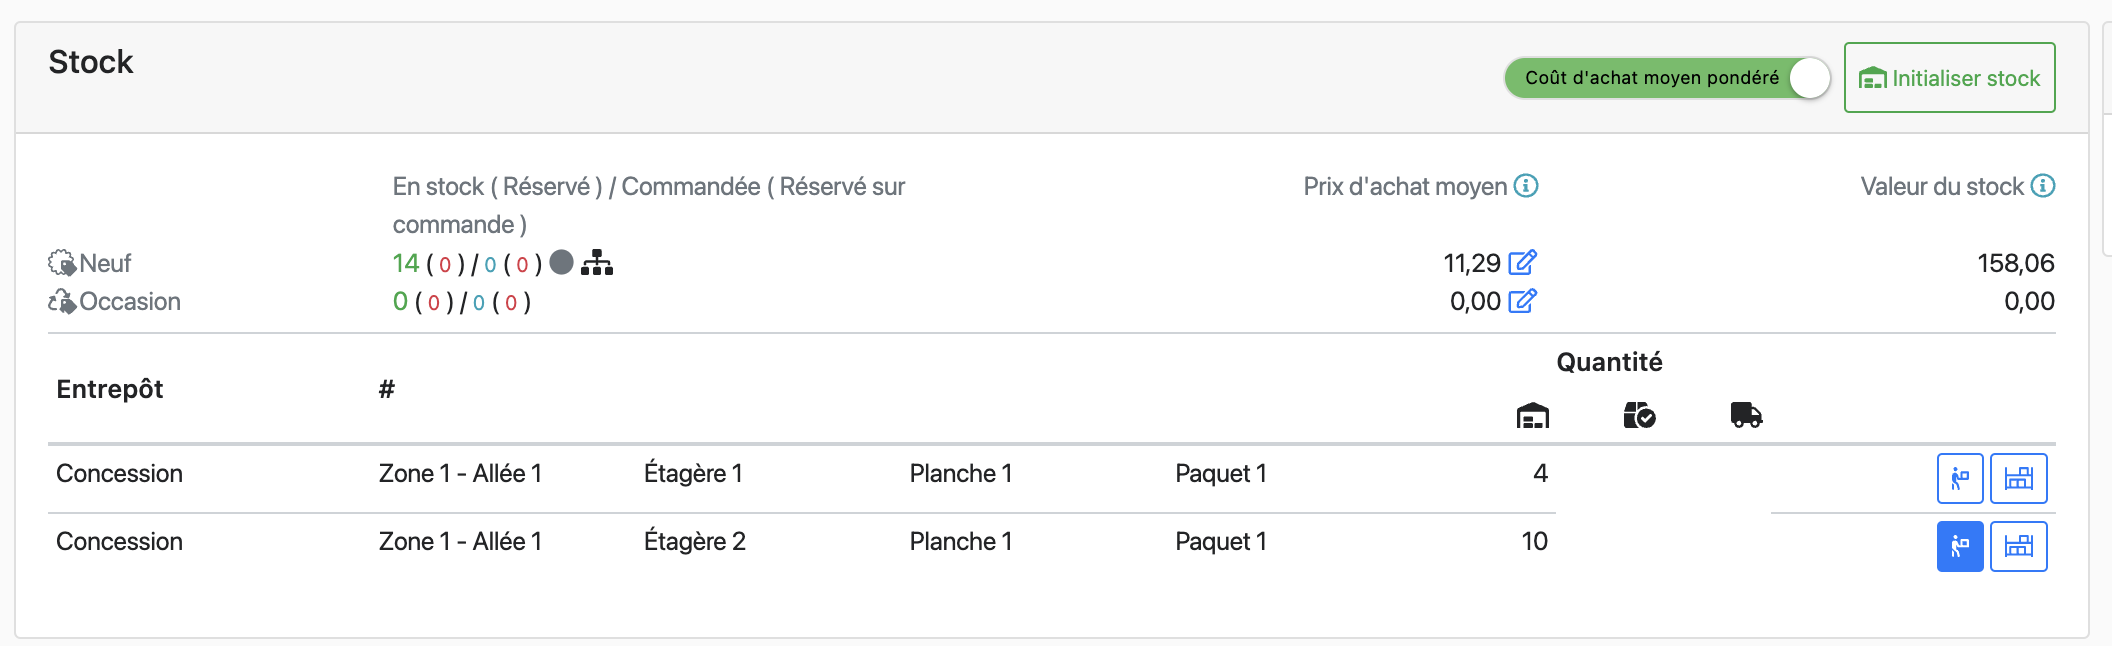 Stock
Coût d'achat moyen pondéré
Initialiser stock
En stock ( Réservé ) / Commandée ( Réservé sur
commande )
Prix d'achat moyen
Valeur du stock
Neuf 14 ( 0 ) / 0 ( 0 ) 11,29 158,06
Occasion 0 ( 0 ) / 0 ( 0 ) 0,00 0,00
Entrepôt # Quantité
Concession Zone 1 - Allée 1 Étagère 1 Planche 1 Paquet 1 4
Concession Zone 1 - Allée 1 Étagère 2 Planche 1 Paquet 1 10